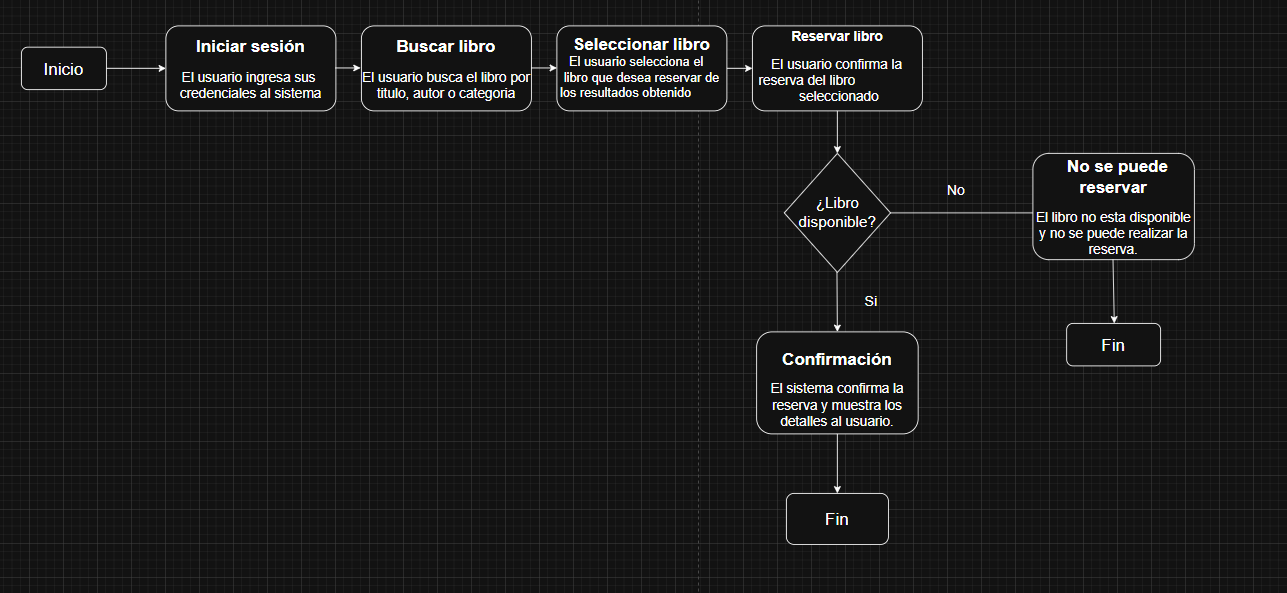 Inicio
Iniciar sesión
El usuario ingresa sus
credenciales al sistema
Buscar libro
El usuario busca el libro por
titulo, autor o categoria
Seleccionar libro
El usuario selecciona el
libro que desea reservar de
los resultados obtenido
Reservar libro
El usuario confirma la
reserva del libro
seleccionado
¿Libro
disponible?
No
No se puede
reservar
El libro no esta disponible
y no se puede realizar la
reserva.
Fin
Si
Confirmación
El sistema confirma la
reserva y muestra los
detalles al usuario.
Fin